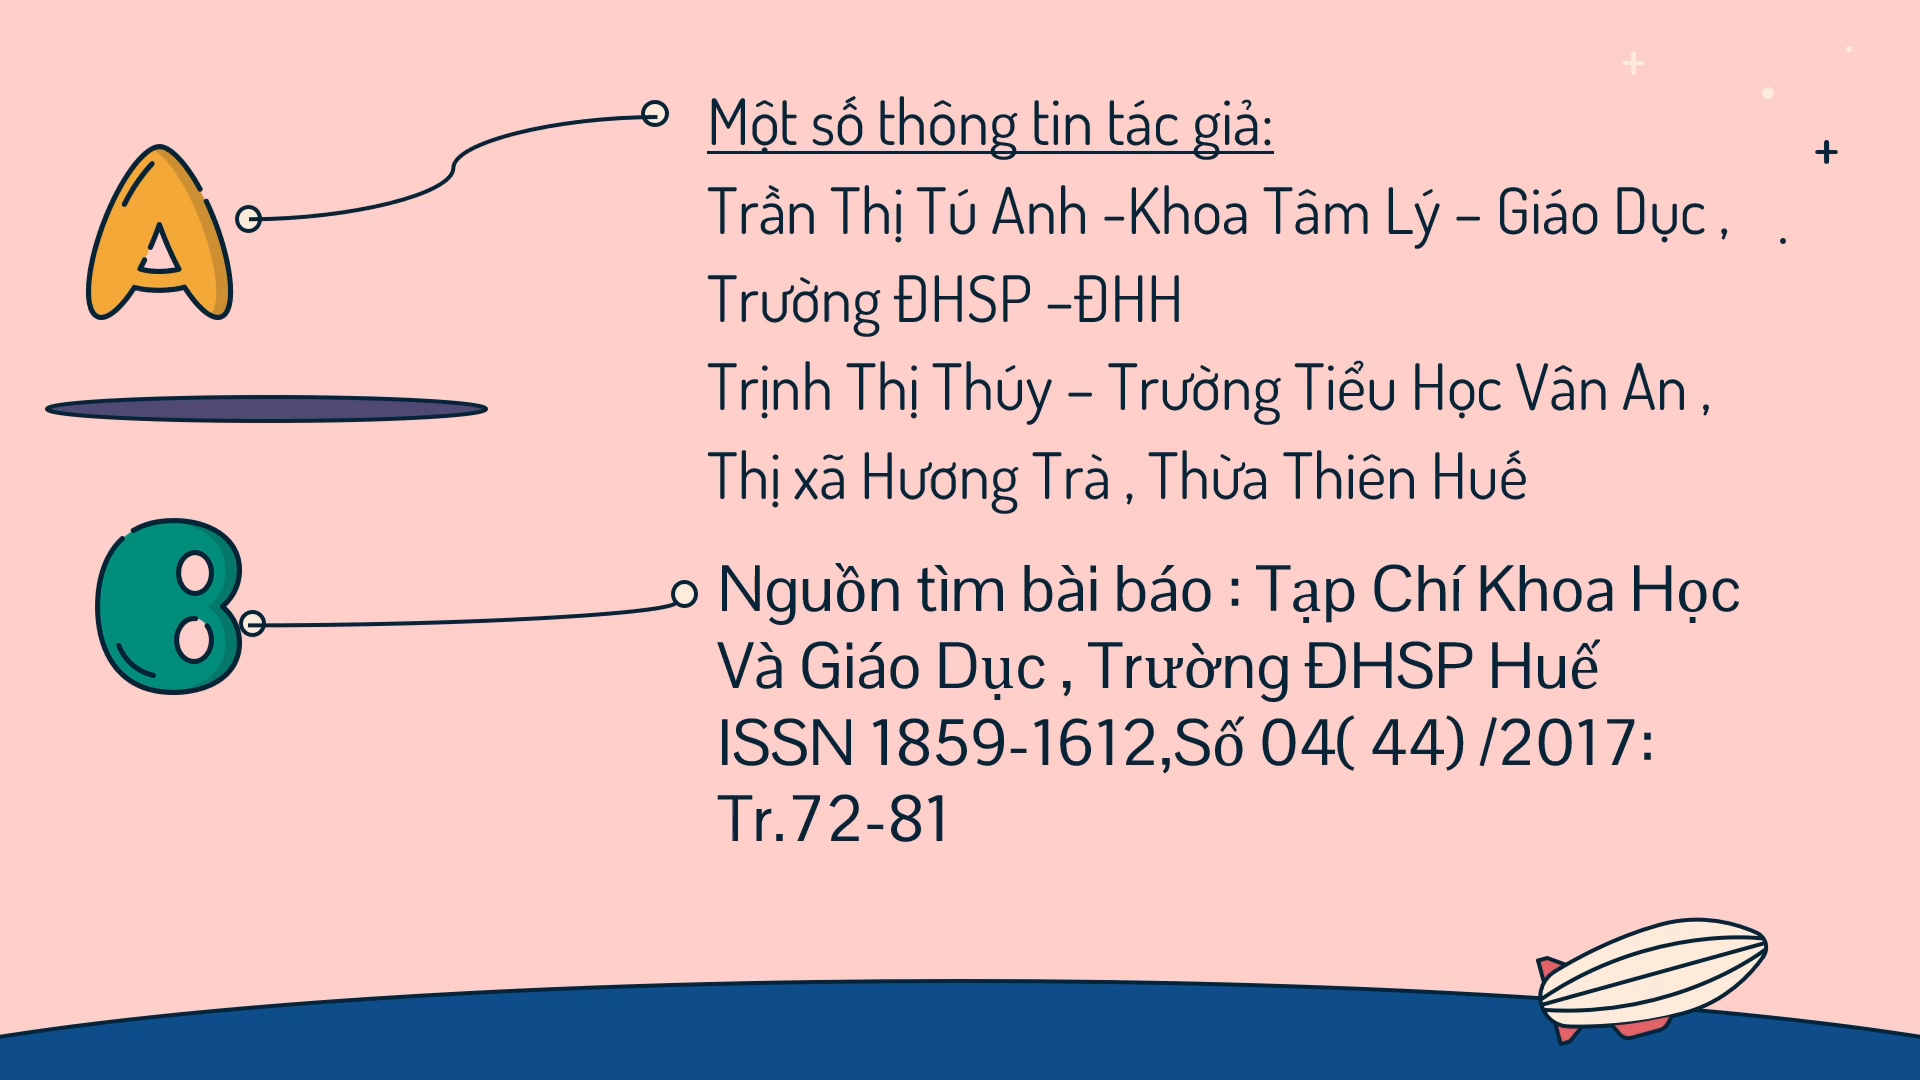 A
Một số thông tin tác giả:
Trần Thị Tú Anh –Khoa Tâm Lý – Giáo Dục ,
Trường ĐHSP –ĐHH
Trịnh Thị Thúy – Trường Tiểu Học Vân An ,
Thị xã Hương Trà , Thừa Thiên Huế
B
Nguồn tìm bài báo : Tạp Chí Khoa Học
Và Giáo Dục , Trường ĐHSP Huế
ISSN 1859-1612,Số 04( 44) /2017:
Tr.72-81